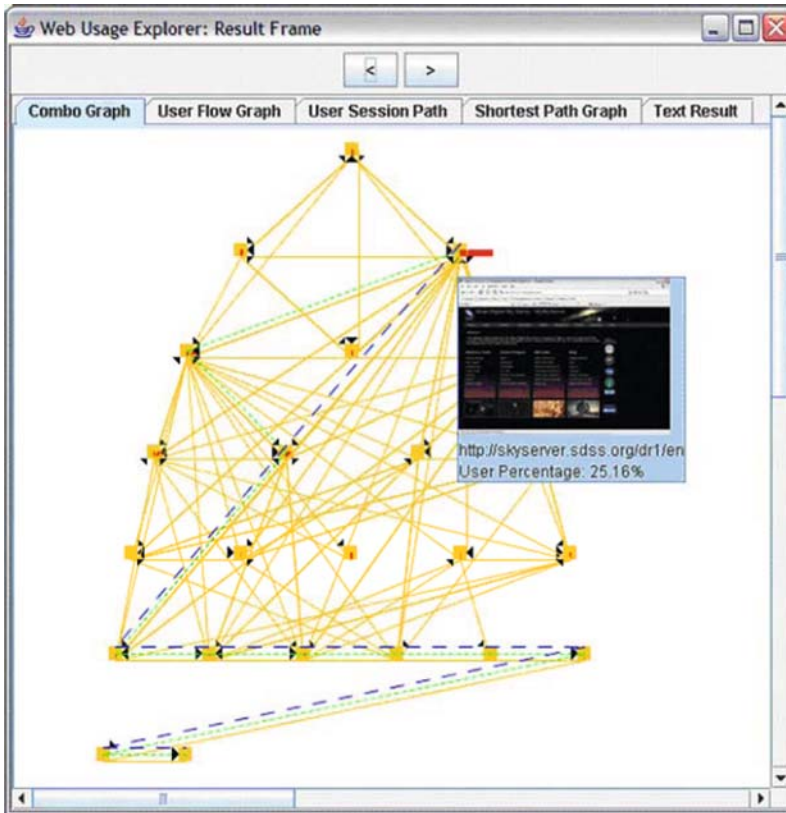 Web Usage Explorer: Result Frame
< >
Combo Graph User Flow Graph User Session Path Shortest Path Graph Text Result
http://skyserver.sdss.org/dr1/en
User Percentage: 25.16%